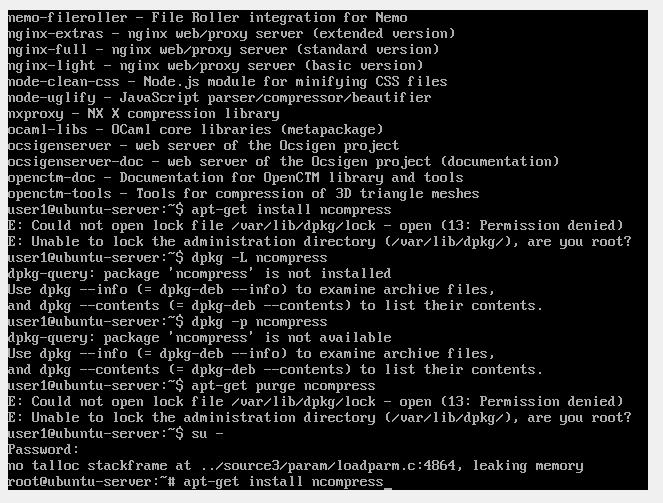 nemo-fileroller - File Roller integration for Nemo
nginx-extras - nginx web/proxy server (extended version)
nginx-full - nginx web/proxy server (standard version)
nginx-light - nginx web/proxy server (basic version)
node-clean-css - Node.js module for minifying CSS files
node-uglify - JavaScript parser/compressor/beautifier
nxproxy - NX X compression library
ocaml-libs - OCaml core libraries (metapackage)
ocsigenserver - web server of the Ocsigen project
ocsigenserver-doc - web server of the Ocsigen project (documentation)
openctm-doc - Documentation for OpenCTM library and tools
openctm-tools - Tools for compression of 3D triangle meshes
user1@ubuntu-server:~$ apt-get install ncompress
E: Could not open lock file /var/lib/dpkg/lock - open (13: Permission denied)
E: Unable to lock the administration directory (/var/lib/dpkg/), are you root?
user1@ubuntu-server:~$ dpkg -L ncompress
dpkg-query: package 'ncompress' is not installed
Use dpkg --info (= dpkg-deb --info) to examine archive files,
and dpkg --contents (= dpkg-deb --contents) to list their contents.
user1@ubuntu-server:~$ dpkg -p ncompress
dpkg-query: package 'ncompress' is not available
Use dpkg --info (= dpkg-deb --info) to examine archive files,
and dpkg --contents (= dpkg-deb --contents) to list their contents.
user1@ubuntu-server:~$ apt-get purge ncompress
E: Could not open lock file /var/lib/dpkg/lock - open (13: Permission denied)
E: Unable to lock the administration directory (/var/lib/dpkg/), are you root?
user1@ubuntu-server:~$ su -
Password:
no talloc stackframe at ../source3/param/loadparm.c:4864, leaking memory
root@ubuntu-server:~# apt-get install ncompress_